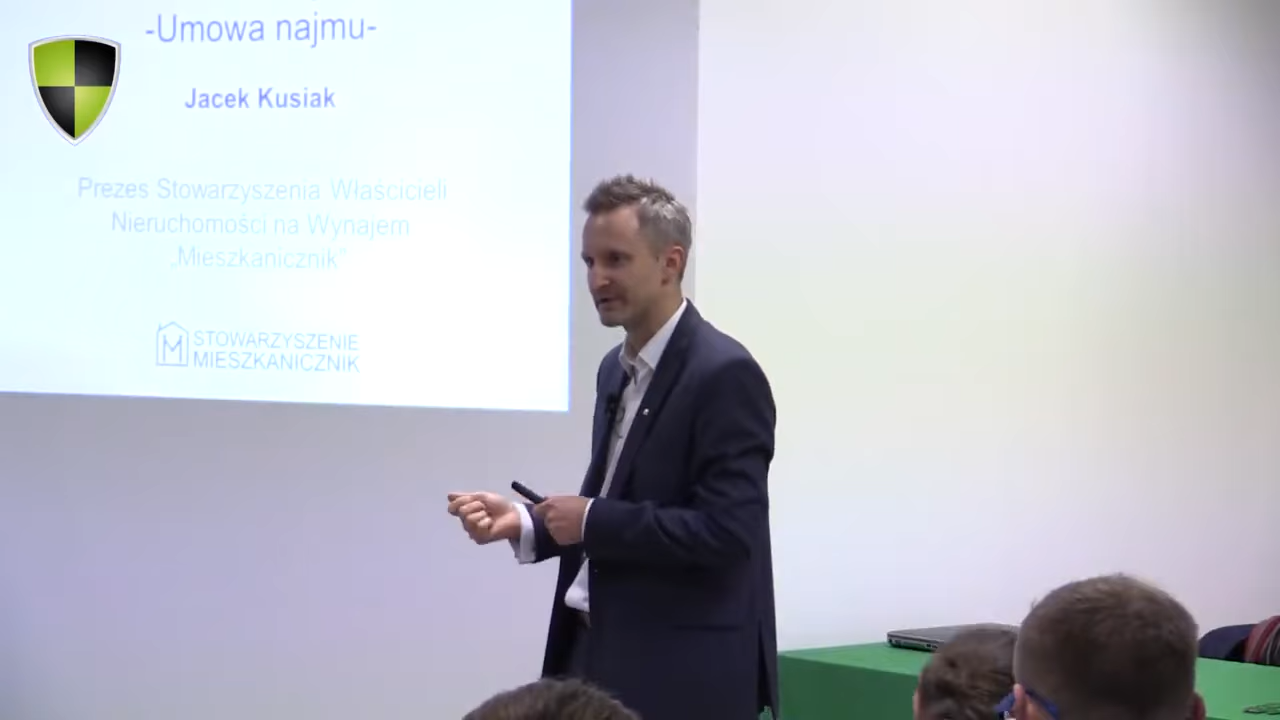 -Umowa najmu-
Jacek Kusiak
Prezes Stowarzyszenia Właścicieli
Nieruchomości na Wynajem
„Mieszkanicznik”
M STOWARZYSZENIE
MIESZKANICZNIK